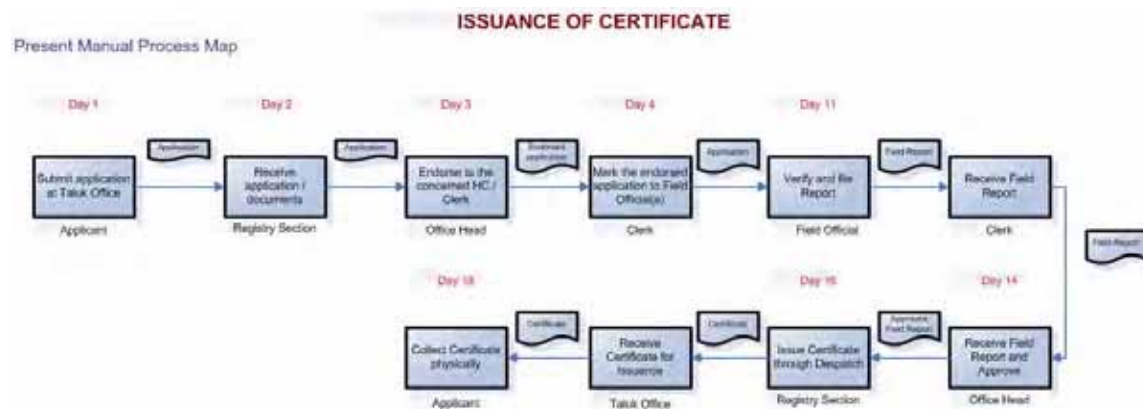 ISSUANCE OF CERTIFICATE
Present Manual Process Map
Day 1
Day 2
Day 3
Day 4
Day 11
Application
Application
Endorsed
application
Application
Field Report
Submit application
at Taluk Office
Receive
application /
documents
Endorse to the
concerned HC /
Clerk
Mark the endorsed
application to Field
Official(s)
Verify and file
Report
Receive Field
Report
Applicant
Registry Section
Office Head
Clerk
Field Official
Clerk
Field Report
Day
Day
Day 14
Certificate
Certificate
Field Report
Collect Certificate
physically
Receive
Certificate for
Issuance
Issue Certificate
through Despatch
Receive Field
Report and
Approve
Applicant
Taluk Office
Registry Section
Office Head